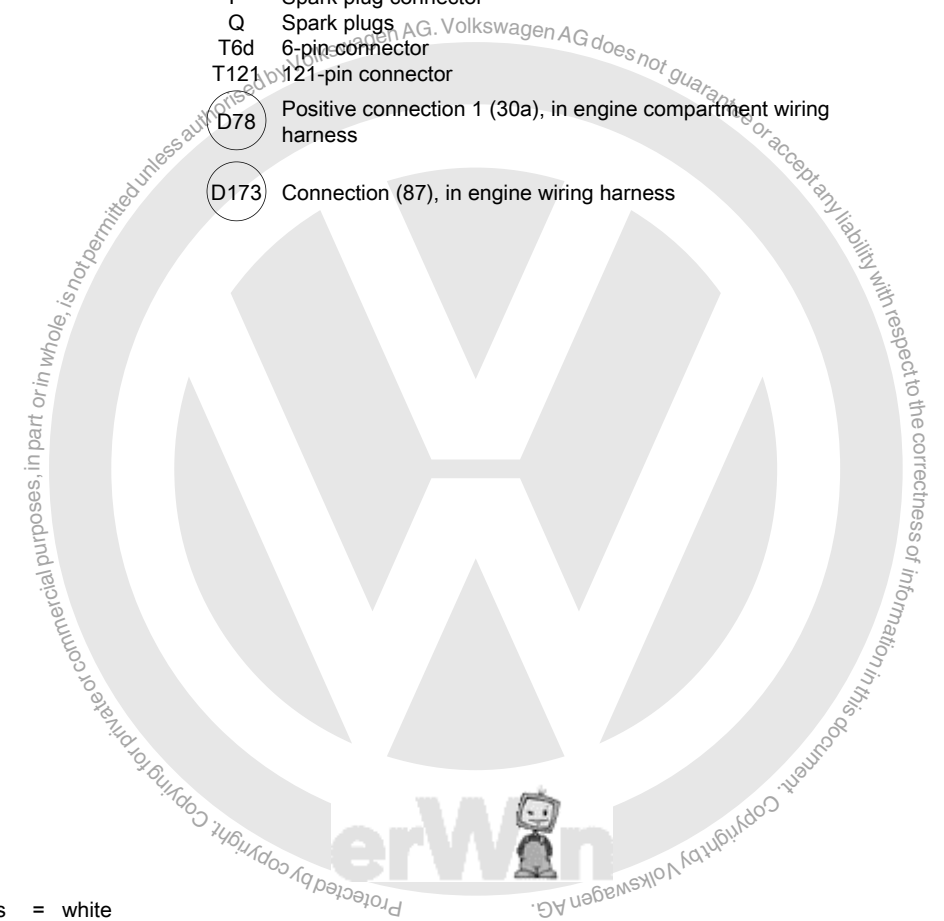 Spark plug connector
Q Spark plugs
T6d 6-pin connector
T121 121-pin connector
D78 Positive connection 1 (30a), in engine compartment wiring
harness
D173 Connection (87), in engine wiring harness
erWin
Protected by copyright. Copying for private or commercial purposes, in part or in whole, is not permitted unless authorised by Volkswagen AG. Volkswagen AG does not guarantee or accept any liability with respect to the correctness of information in this document. Copyright by Volkswagen AG.
s = white